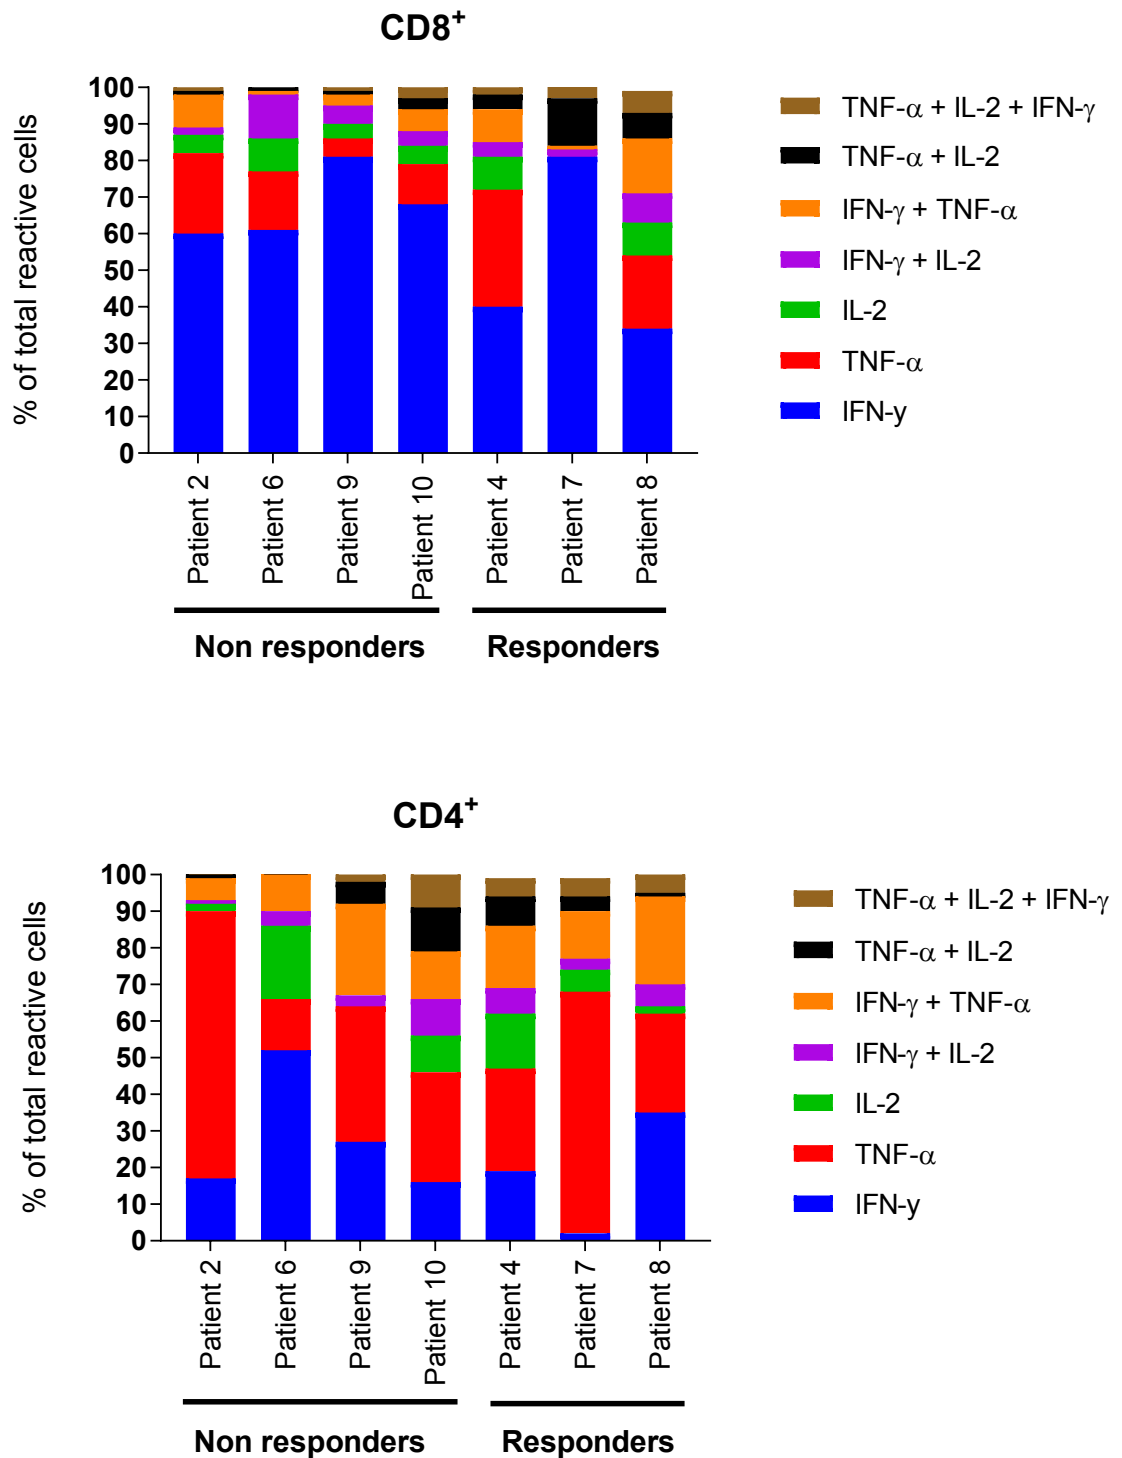 CD8+
% of total reactive cells
100
90
80
70
60
50
40
30
20
10
0
Patient 2
Patient 6
Patient 9
Patient 10
Patient 4
Patient 7
Patient 8
Non responders
Responders
TNF-α + IL-2 + IFN-γ
TNF-α + IL-2
IFN-γ + TNF-α
IFN-γ + IL-2
IL-2
TNF-α
IFN-y
CD4+
% of total reactive cells
100
90
80
70
60
50
40
30
20
10
0
Patient 2
Patient 6
Patient 9
Patient 10
Patient 4
Patient 7
Patient 8
Non responders
Responders
TNF-α + IL-2 + IFN-γ
TNF-α + IL-2
IFN-γ + TNF-α
IFN-γ + IL-2
IL-2
TNF-α
IFN-y